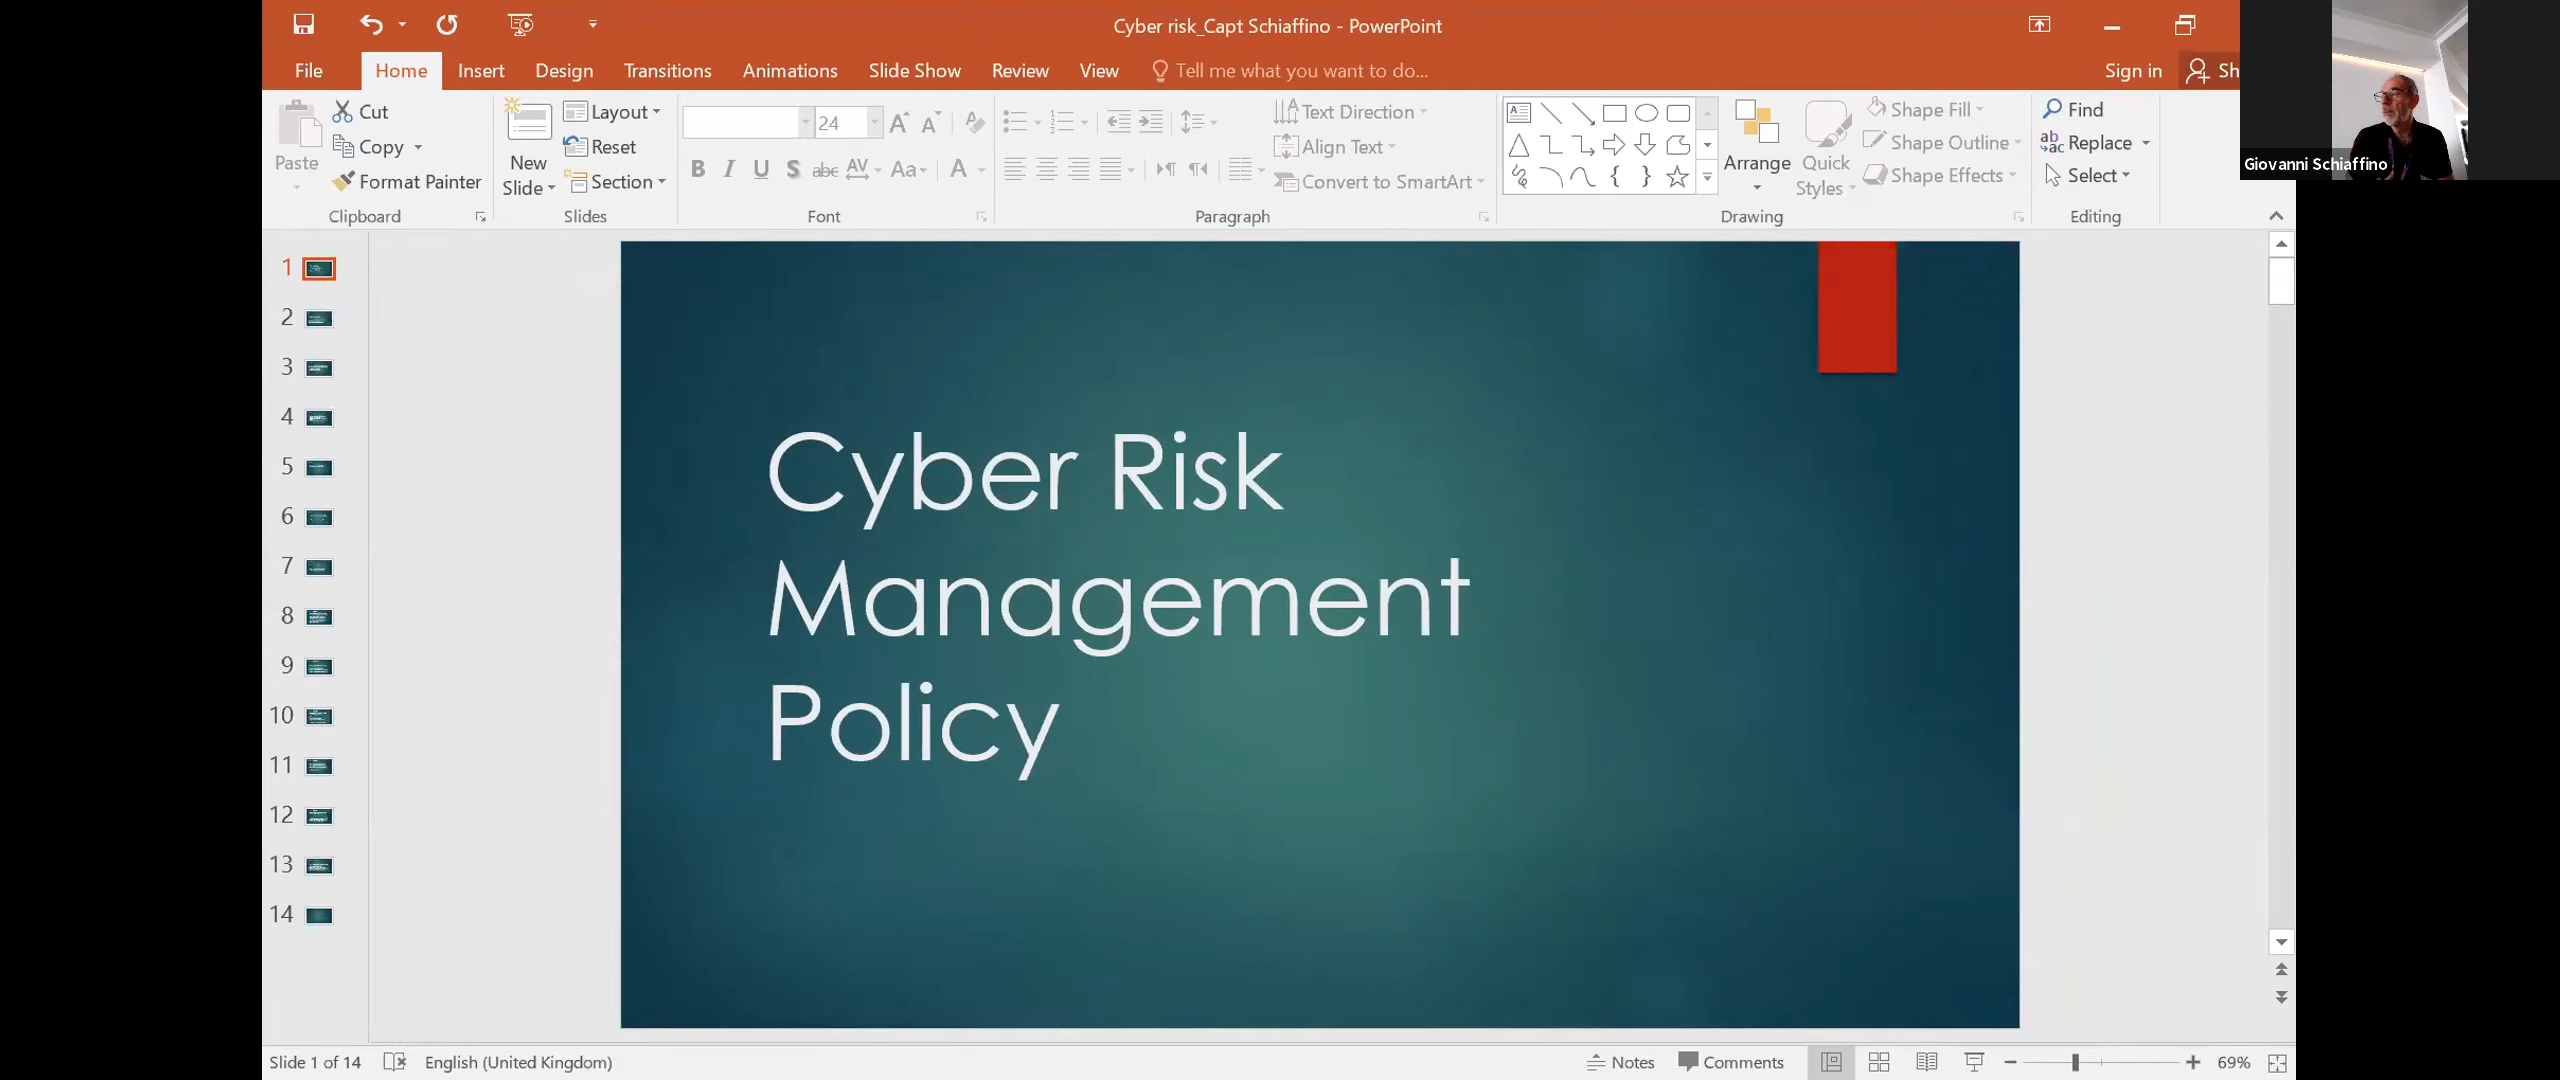 Cyber risk_Capt Schiaffino - PowerPoint
File Home Insert Design Transitions Animations Slide Show Review View Tell me what you want to do... Sign in Sh
Paste
Cut
Copy
Format Painter
Clipboard
New
Slide
Layout
Reset
Section
Slides
24
B I U S abc AV Aa A
Font
Text Direction
Align Text
Convert to SmartArt
Paragraph
Arrange
Quick
Styles
Shape Fill
Shape Outline
Shape Effects
Drawing
Find
Replace
Select
Editing
Giovanni Schiaffino
1
2
3
4
5
6
7
8
9
10
11
12
13
14
Cyber Risk
Management
Policy
Slide 1 of 14 English (United Kingdom) Notes Comments 69%